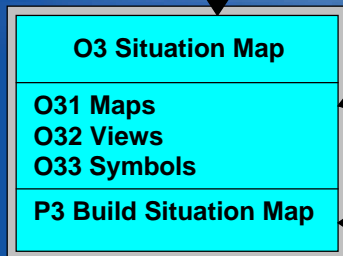 O3 Situation Map
O31 Maps
O32 Views
O33 Symbols
P3 Build Situation Map